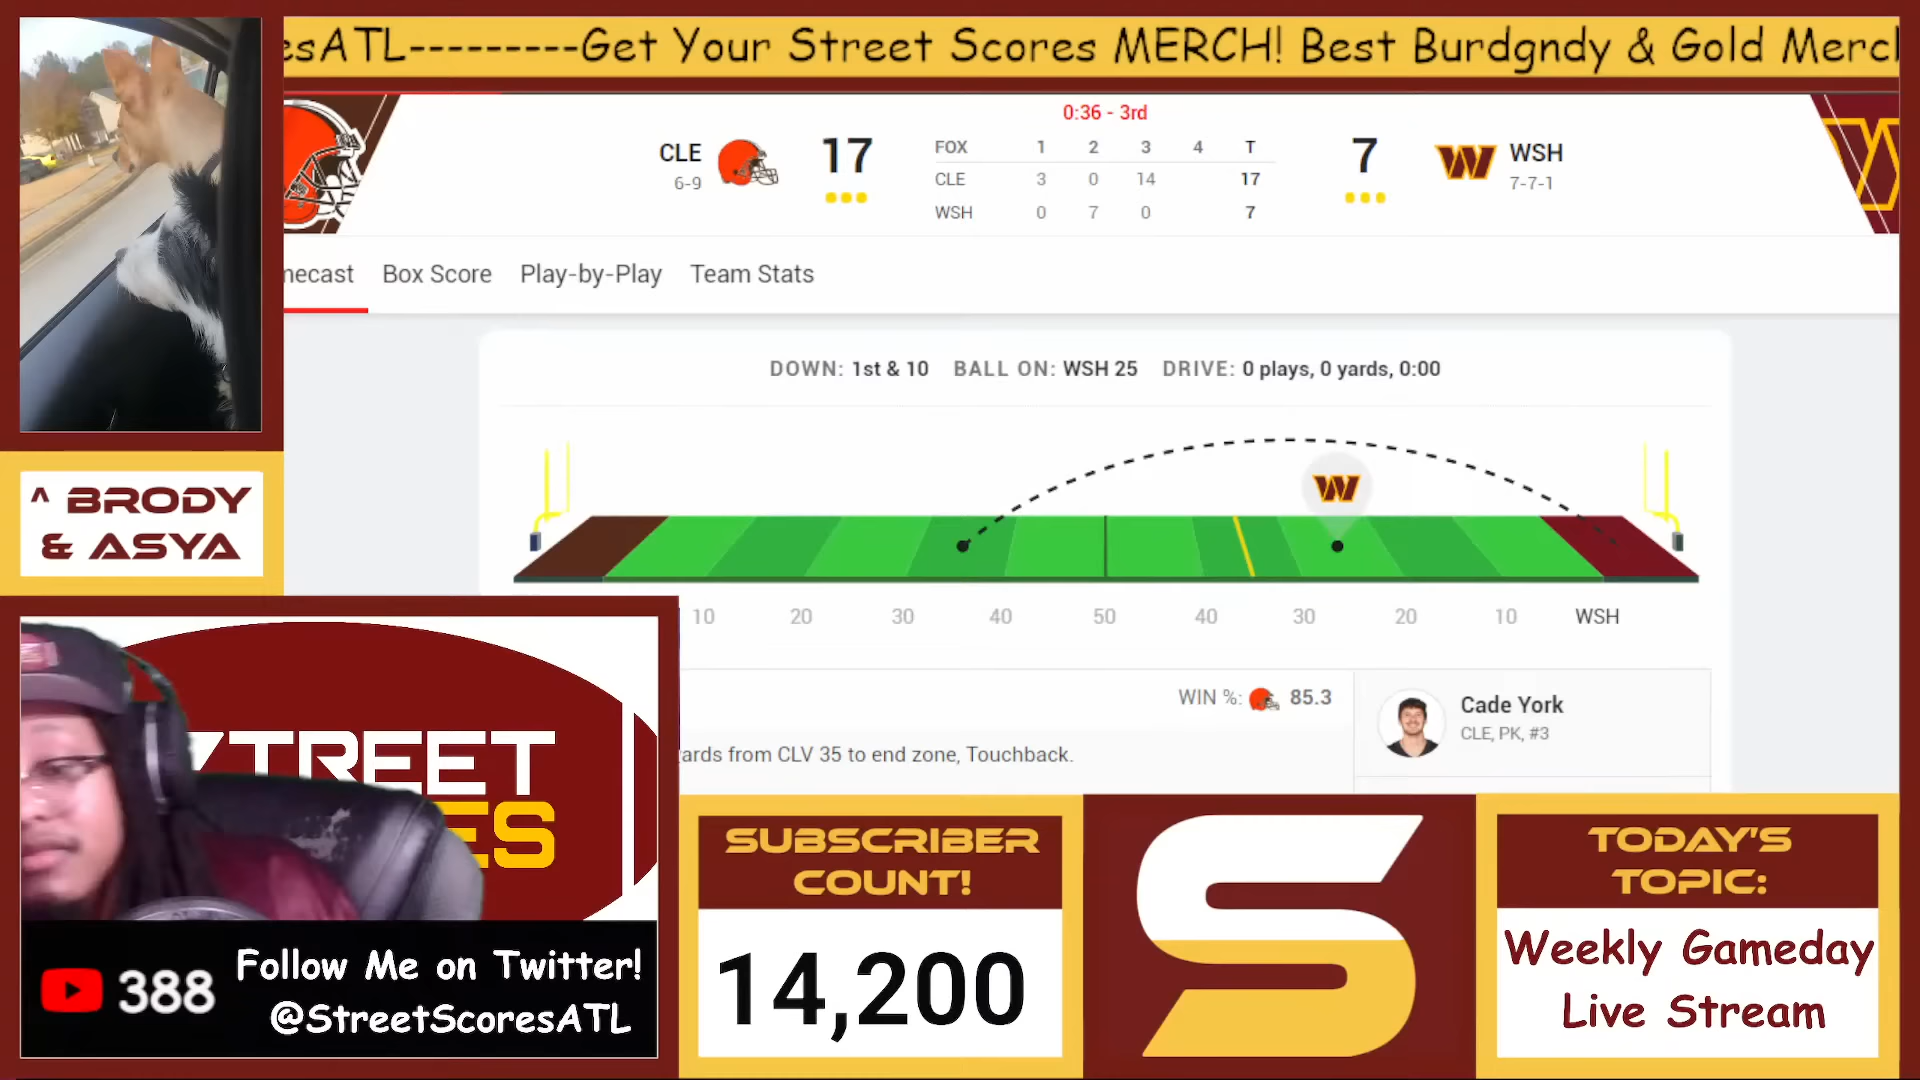 esATL---------Get Your Street Scores MERCH! Best Burdgndy & Gold Merch
0:36 - 3rd
CLE 17 FOX 1 2 3 4 T 7 WSH
6-9 CLE 3 0 14 17 7-7-1
WSH 0 7 0 7
necast Box Score Play-by-Play Team Stats
DOWN: 1st & 10 BALL ON: WSH 25 DRIVE: 0 plays, 0 yards, 0:00
W
^ BRODY
& ASYA
10 20 30 40 50 40 30 20 10 WSH
WIN %: 85.3
ards from CLV 35 to end zone, Touchback.
Cade York
CLE, PK, #3
STREET
ES
388
Follow Me on Twitter!
@StreetScoresATL
SUBSCRIBER
COUNT!
14,200
S
TODAY'S
TOPIC:
Weekly Gameday
Live Stream